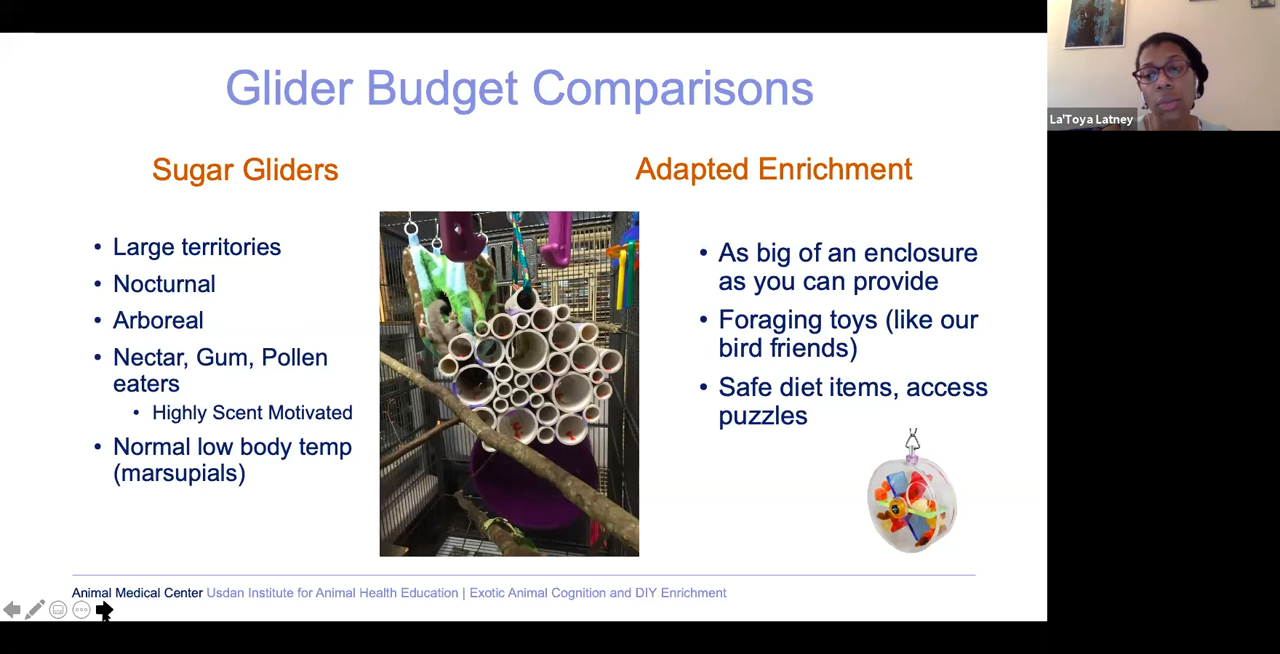 Glider Budget Comparisons
Sugar Gliders
• Large territories
• Nocturnal
• Arboreal
• Nectar, Gum, Pollen
eaters
• Highly Scent Motivated
• Normal low body temp
(marsupials)
Adapted Enrichment
• As big of an enclosure
as you can provide
• Foraging toys (like our
bird friends)
• Safe diet items, access
puzzles
Animal Medical Center Usdan Institute for Animal Health Education | Exotic Animal Cognition and DIY Enrichment
La'Toya Latney